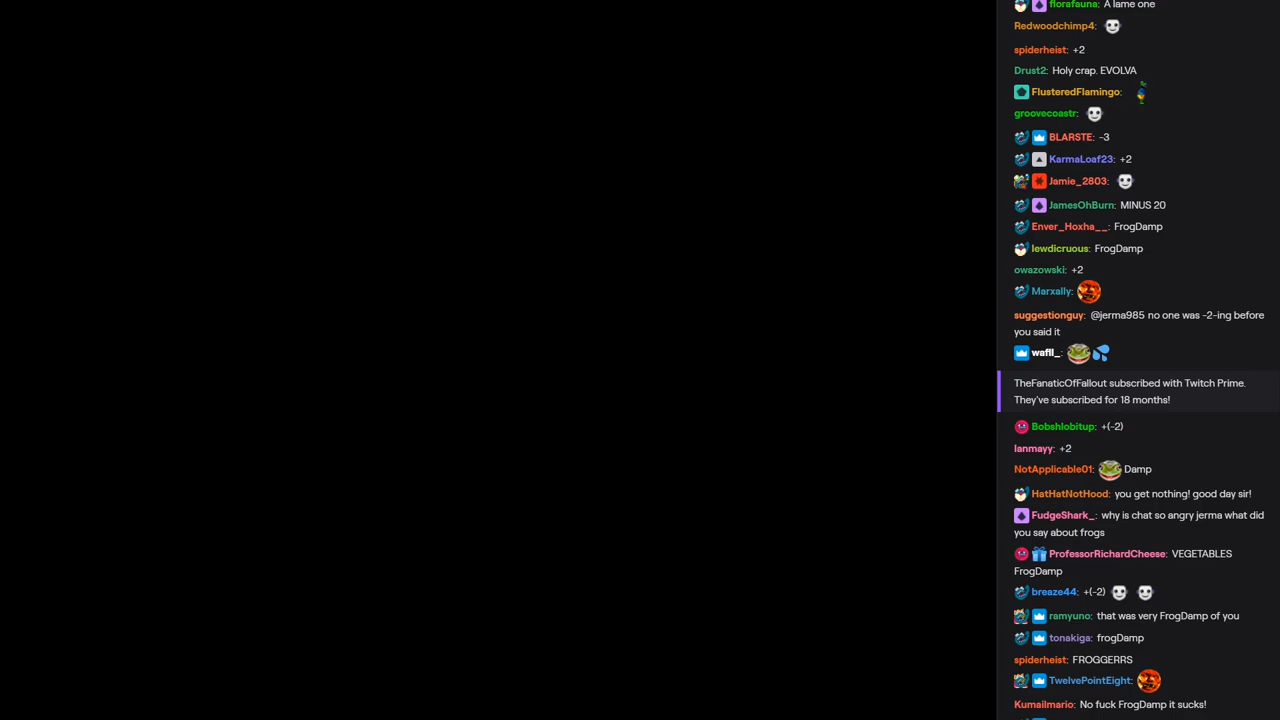 florafauna: A lame one
Redwoodchimp4:
spiderheist: +2
Drust2: Holy crap. EVOLVA
FlusteredFlamingo:
groovecoastr:
BLARSTE: -3
KarmaLoaf23: +2
Jamie_2803:
JamesOhBurn: MINUS 20
Enver_Hoxha__: FrogDamp
lewdicruous: FrogDamp
owazowski: +2
Marxally:
suggestionguy: @jerma985 no one was -2-ing before
you said it
wafll_:
TheFanaticOfFallout subscribed with Twitch Prime.
They've subscribed for 18 months!
Bobshlobitup: +(-2)
lanmayy: +2
NotApplicable01: Damp
HatHatNotHood: you get nothing! good day sir!
FudgeShark_: why is chat so angry jerma what did
you say about frogs
ProfessorRichardCheese: VEGETABLES
FrogDamp
breaze44: +(-2)
ramyuno: that was very FrogDamp of you
tonakiga: frogDamp
spiderheist: FROGGERRS
TwelvePointEight:
Kumailmario: No fuck FrogDamp it sucks!